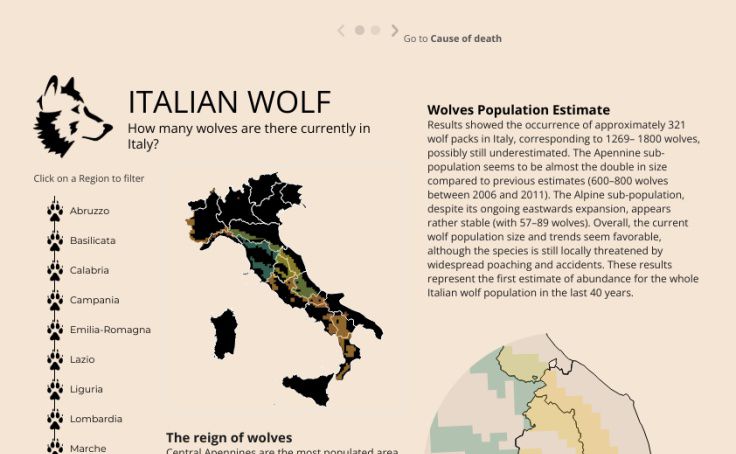 Go to Cause of death
ITALIAN WOLF
How many wolves are there currently in
Italy?
Click on a Region to filter
Abruzzo
Basilicata
Calabria
Campania
Emilia-Romagna
Lazio
Liguria
Lombardia
Marche
Wolves Population Estimate
Results showed the occurrence of approximately 321
wolf packs in Italy, corresponding to 1269– 1800 wolves,
possibly still underestimated. The Apennine sub-
population seems to be almost the double in size
compared to previous estimates (600–800 wolves
between 2006 and 2011). The Alpine sub-population,
despite its ongoing eastwards expansion, appears
rather stable (with 57–89 wolves). Overall, the current
wolf population size and trends seem favorable,
although the species is still locally threatened by
widespread poaching and accidents. These results
represent the first estimate of abundance for the whole
Italian wolf population in the last 40 years.
The reign of wolves
Central Apennines are the most populated area